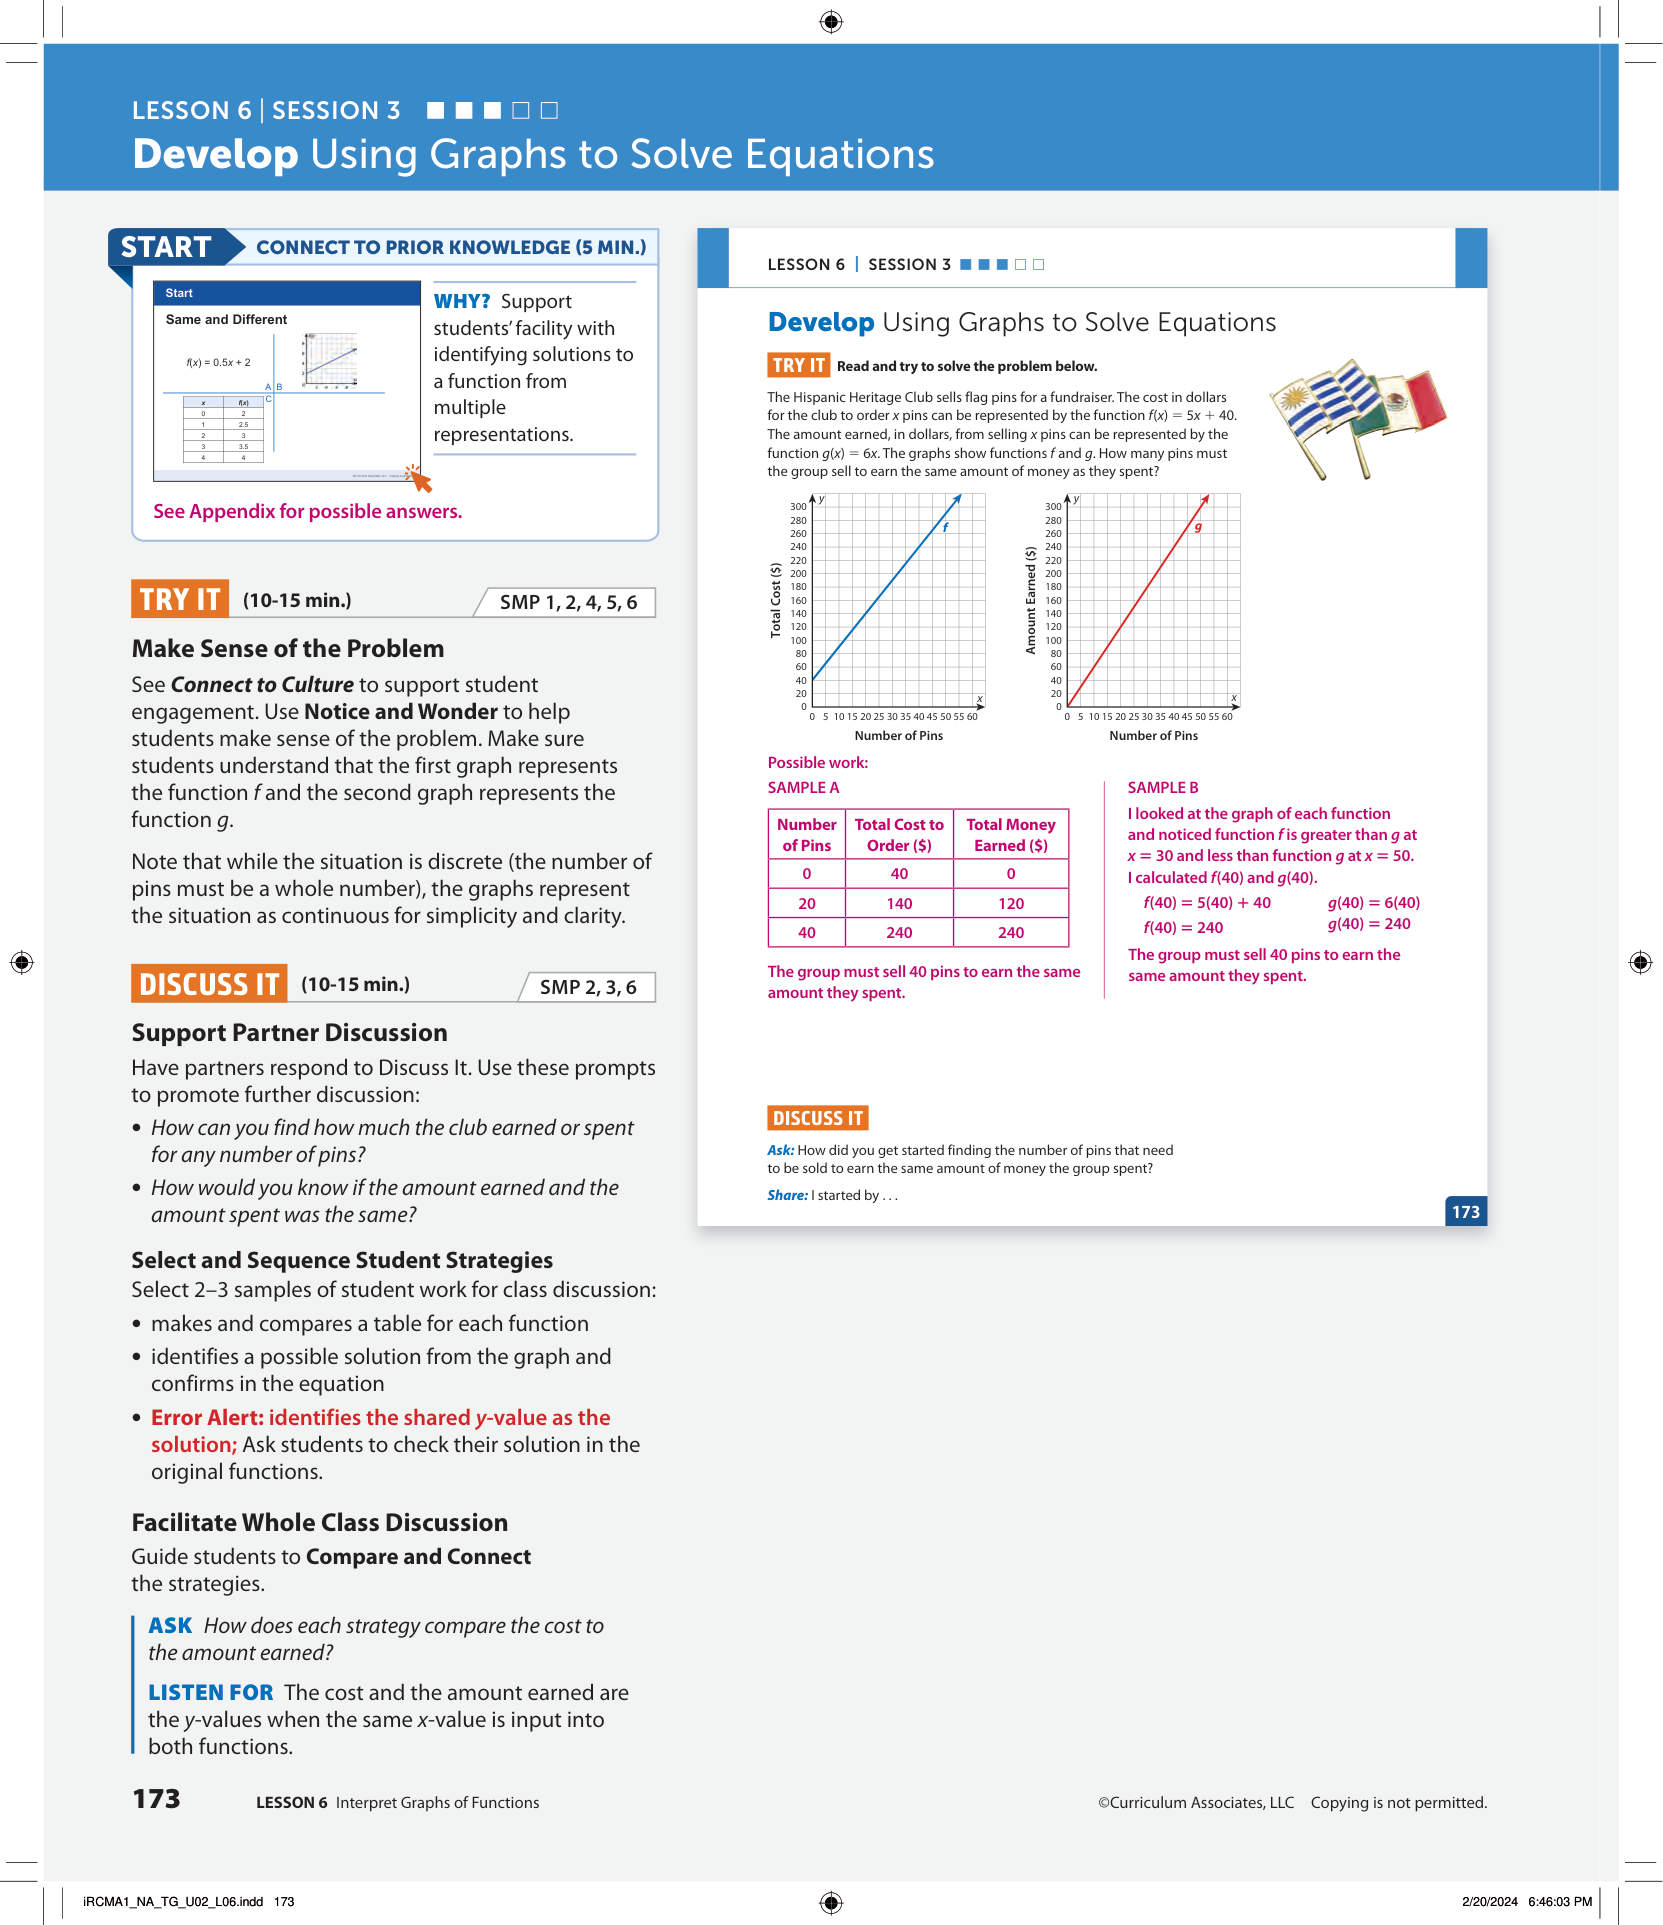 LESSON 6 | SESSION 3
Develop Using Graphs to Solve Equations
START
CONNECT TO PRIOR KNOWLEDGE (5 MIN.)
Start
Same and Different
f(x) = 0.5x + 2
A B
C
x f(x)
0 2
1 2.5
2 3
3 3.5
4 4
WHY? Support
students’ facility with
identifying solutions to
a function from
multiple
representations.
See Appendix for possible answers.
TRY IT (10-15 min.)
SMP 1, 2, 4, 5, 6
Make Sense of the Problem
See Connect to Culture to support student
engagement. Use Notice and Wonder to help
students make sense of the problem. Make sure
students understand that the first graph represents
the function f and the second graph represents the
function g.
Note that while the situation is discrete (the number of
pins must be a whole number), the graphs represent
the situation as continuous for simplicity and clarity.
DISCUSS IT (10-15 min.)
SMP 2, 3, 6
Support Partner Discussion
Have partners respond to Discuss It. Use these prompts
to promote further discussion:
• How can you find how much the club earned or spent
for any number of pins?
• How would you know if the amount earned and the
amount spent was the same?
Select and Sequence Student Strategies
Select 2–3 samples of student work for class discussion:
• makes and compares a table for each function
• identifies a possible solution from the graph and
confirms in the equation
• Error Alert: identifies the shared y-value as the
solution; Ask students to check their solution in the
original functions.
Facilitate Whole Class Discussion
Guide students to Compare and Connect
the strategies.
ASK How does each strategy compare the cost to
the amount earned?
LISTEN FOR The cost and the amount earned are
the y-values when the same x-value is input into
both functions.
LESSON 6 | SESSION 3
Develop Using Graphs to Solve Equations
TRY IT Read and try to solve the problem below.
The Hispanic Heritage Club sells flag pins for a fundraiser. The cost in dollars
for the club to order x pins can be represented by the function f(x) = 5x + 40.
The amount earned, in dollars, from selling x pins can be represented by the
function g(x) = 6x. The graphs show functions f and g. How many pins must
the group sell to earn the same amount of money as they spent?
Total Cost ($)
y
300
280
260
240
220
200
180
160
140
120
100
80
60
40
20
0
f
x
0 5 10 15 20 25 30 35 40 45 50 55 60
Number of Pins
Amount Earned ($)
y
300
280
260
240
220
200
180
160
140
120
100
80
60
40
20
0
g
x
0 5 10 15 20 25 30 35 40 45 50 55 60
Number of Pins
Possible work:
SAMPLE A
Number Total Cost to Total Money
of Pins Order ($) Earned ($)
0 40 0
20 140 120
40 240 240
The group must sell 40 pins to earn the same
amount they spent.
SAMPLE B
I looked at the graph of each function
and noticed function f is greater than g at
x = 30 and less than function g at x = 50.
I calculated f(40) and g(40).
f(40) = 5(40) + 40 g(40) = 6(40)
f(40) = 240 g(40) = 240
The group must sell 40 pins to earn the
same amount they spent.
DISCUSS IT
Ask: How did you get started finding the number of pins that need
to be sold to earn the same amount of money the group spent?
Share: I started by . . .
173
173 LESSON 6 Interpret Graphs of Functions
©Curriculum Associates, LLC Copying is not permitted.
iRCMA1_NA_TG_U02_L06.indd 173
2/20/2024 6:46:03 PM